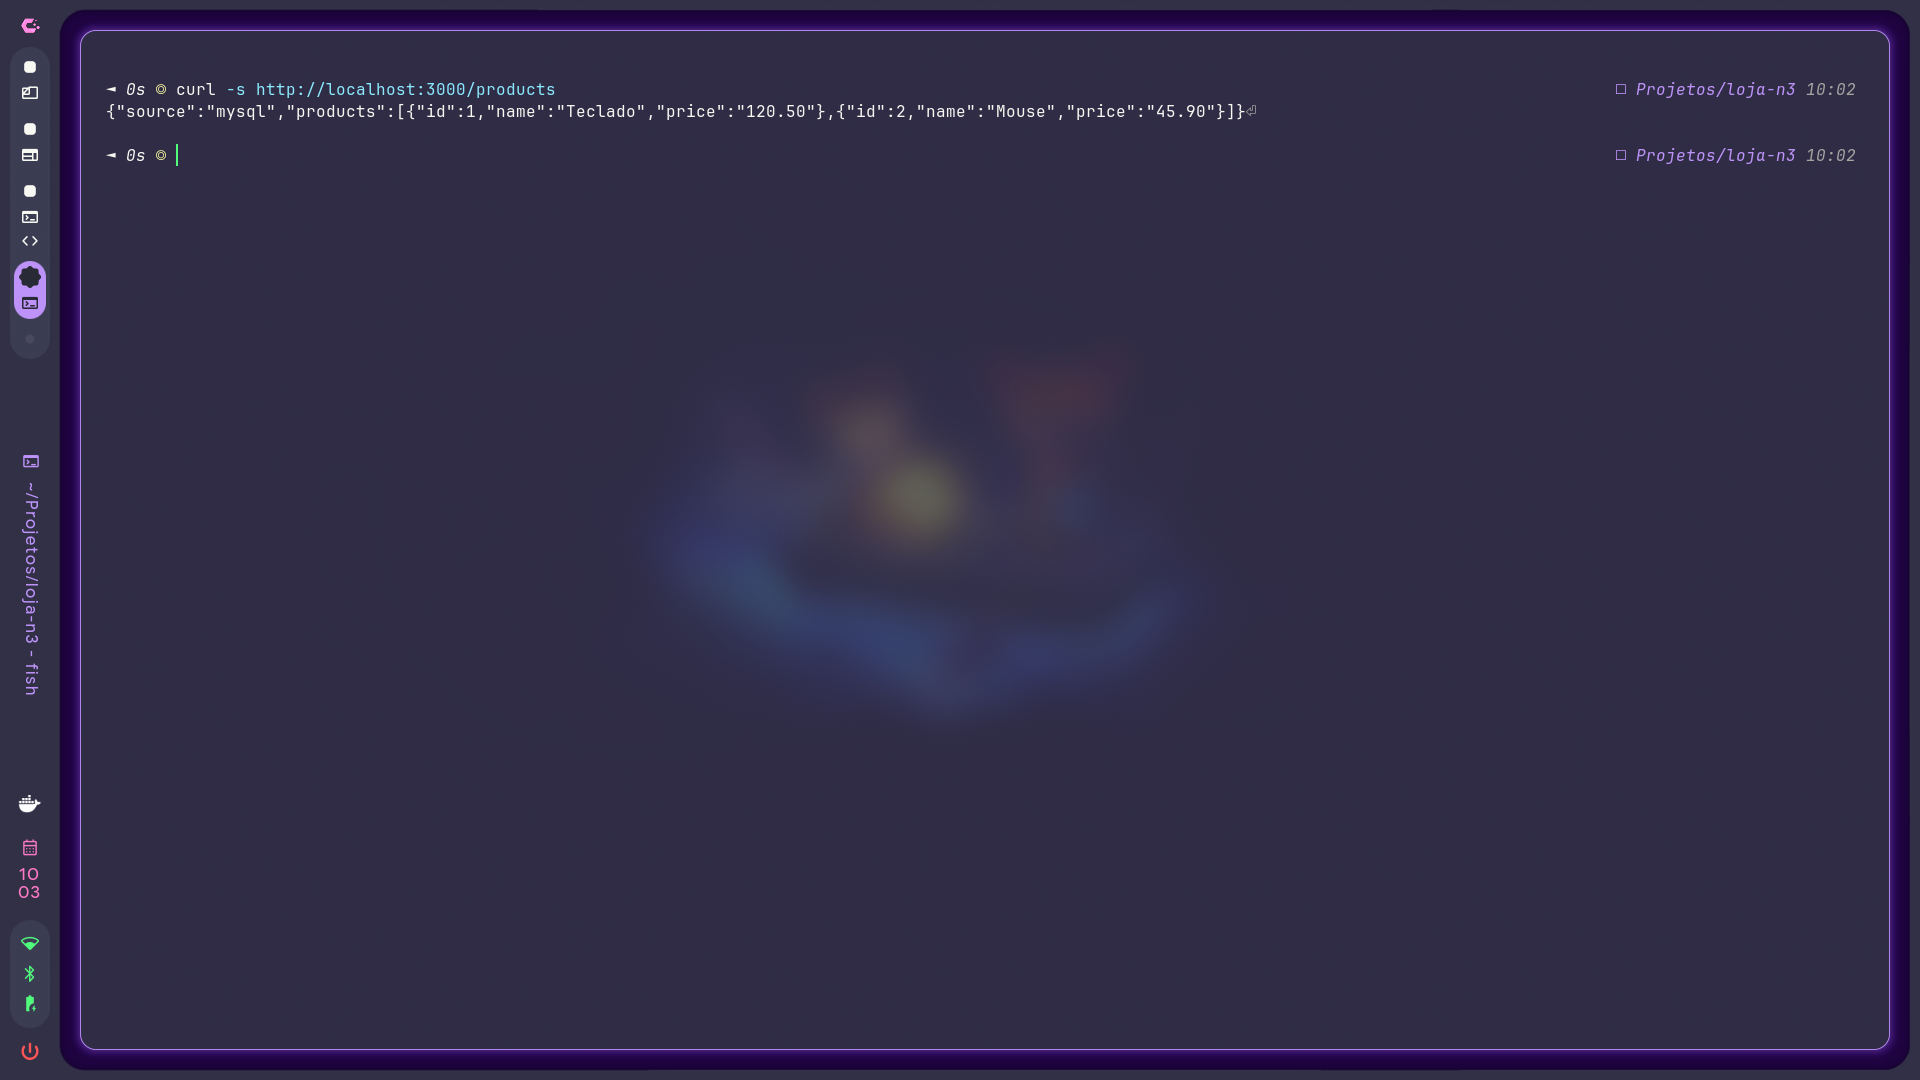 ◄ 0s ◎ curl -s http://localhost:3000/products □ Projetos/loja-n3 10:02
{"source":"mysql","products":[{"id":1,"name":"Teclado","price":"120.50"},{"id":2,"name":"Mouse","price":"45.90"}]}⏎
◄ 0s ◎ □ Projetos/loja-n3 10:02
~/Projetos/loja-n3 - fish
10
03